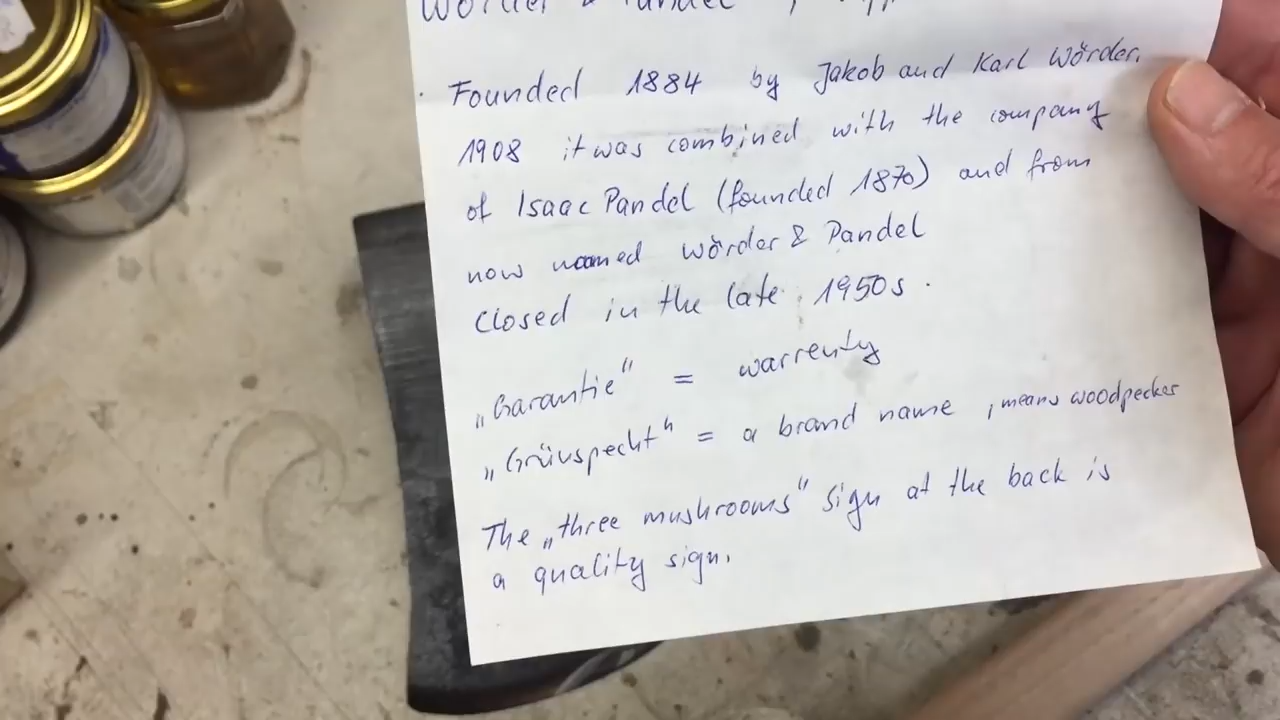 Wörder & Pandel
Founded 1884 by Jakob and Karl Wörder.
1908 it was combined with the company
of Isaac Pandel (founded 1870) and from
now named Wörder & Pandel
Closed in the late 1950s.
„Garantie" = warrenty
„Grünspecht" = a brand name, means woodpecker
The „three mushrooms" sign at the back is
a quality sign.